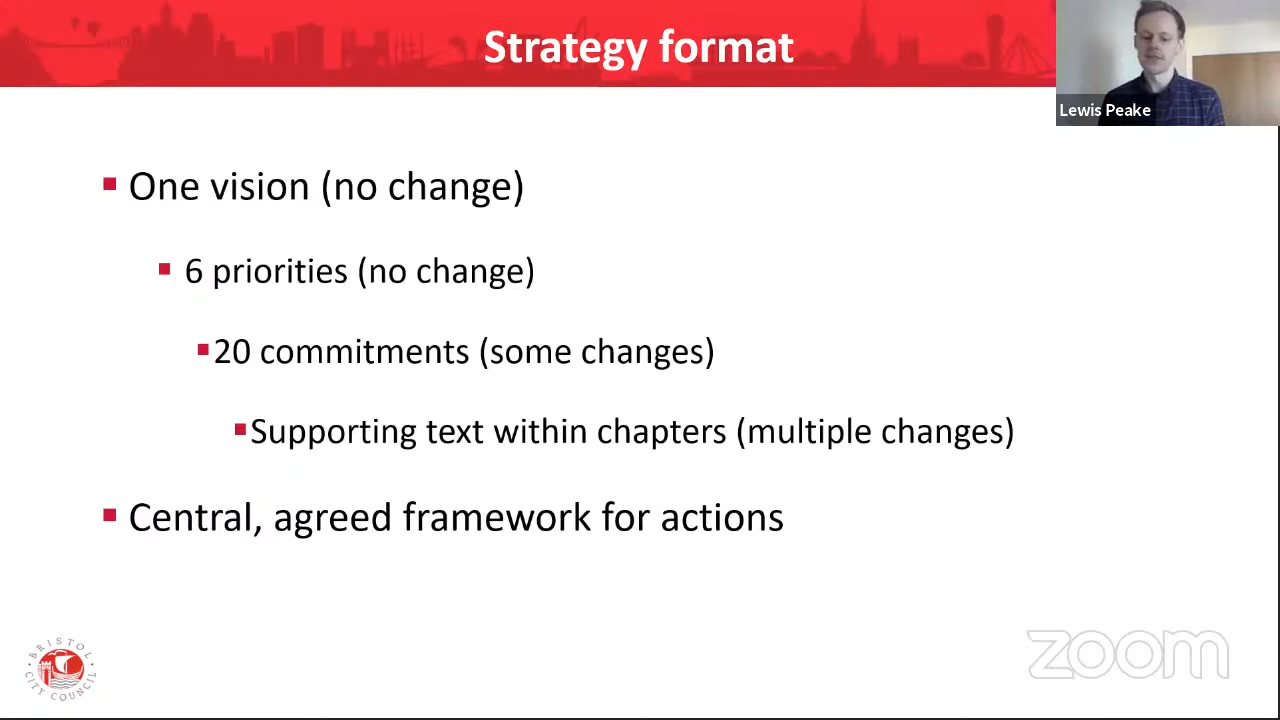 Strategy format
Lewis Peake
One vision (no change)
6 priorities (no change)
20 commitments (some changes)
Supporting text within chapters (multiple changes)
Central, agreed framework for actions
BRISTOL
CITY COUNCIL
zoom